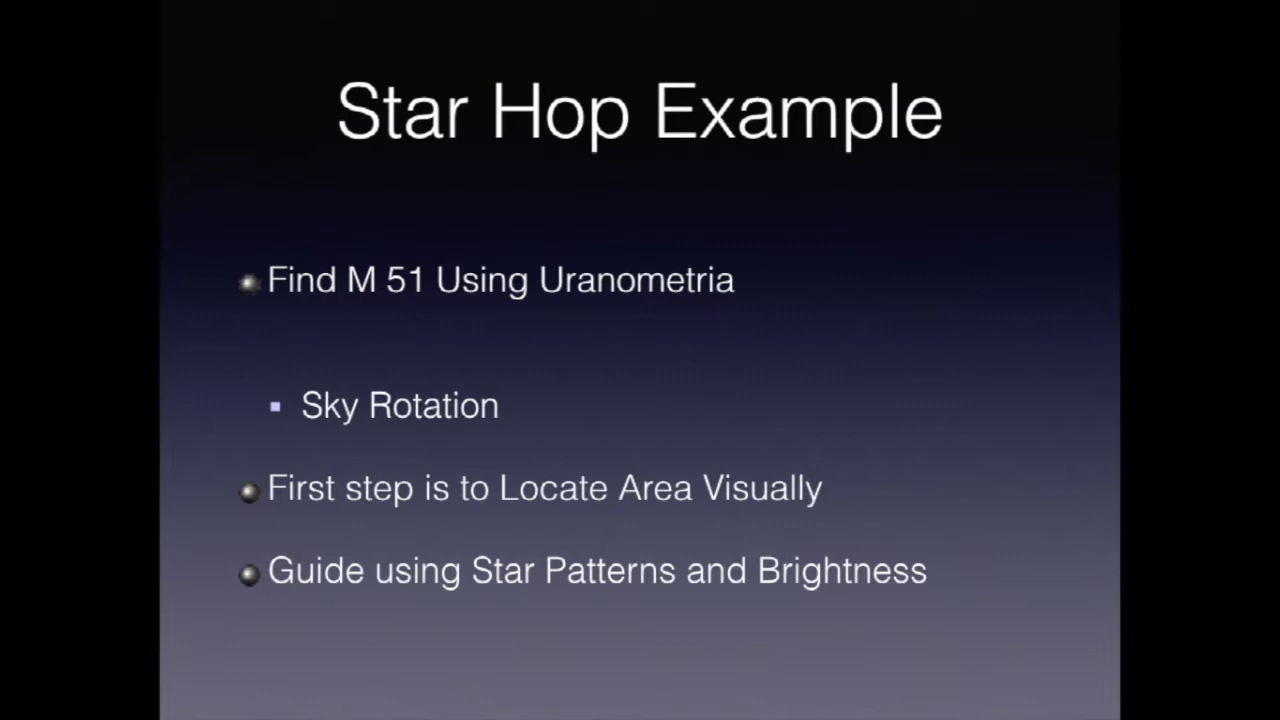 Star Hop Example
Find M 51 Using Uranometria
Sky Rotation
First step is to Locate Area Visually
Guide using Star Patterns and Brightness